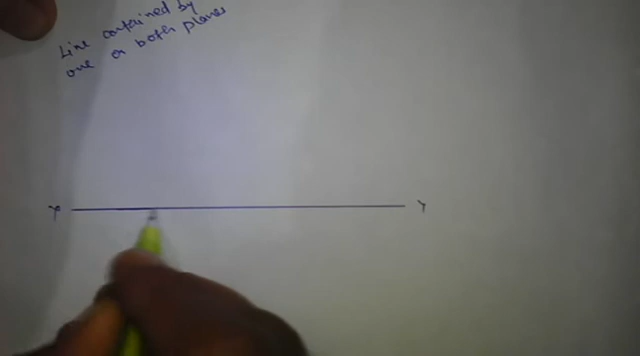 Line contained by
one or both planes
X Y